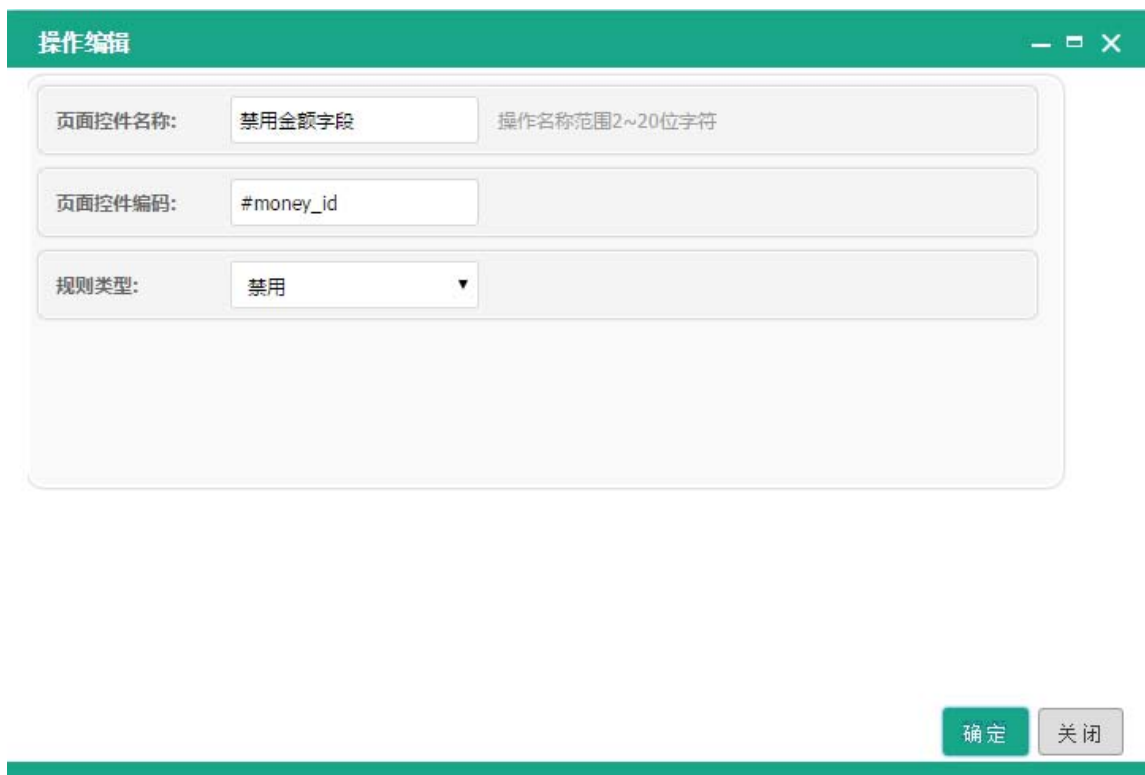 操作编辑
页面控件名称: 禁用金额字段 操作名称范围2~20位字符
页面控件编码: #money_id
规则类型: 禁用
确定 关闭